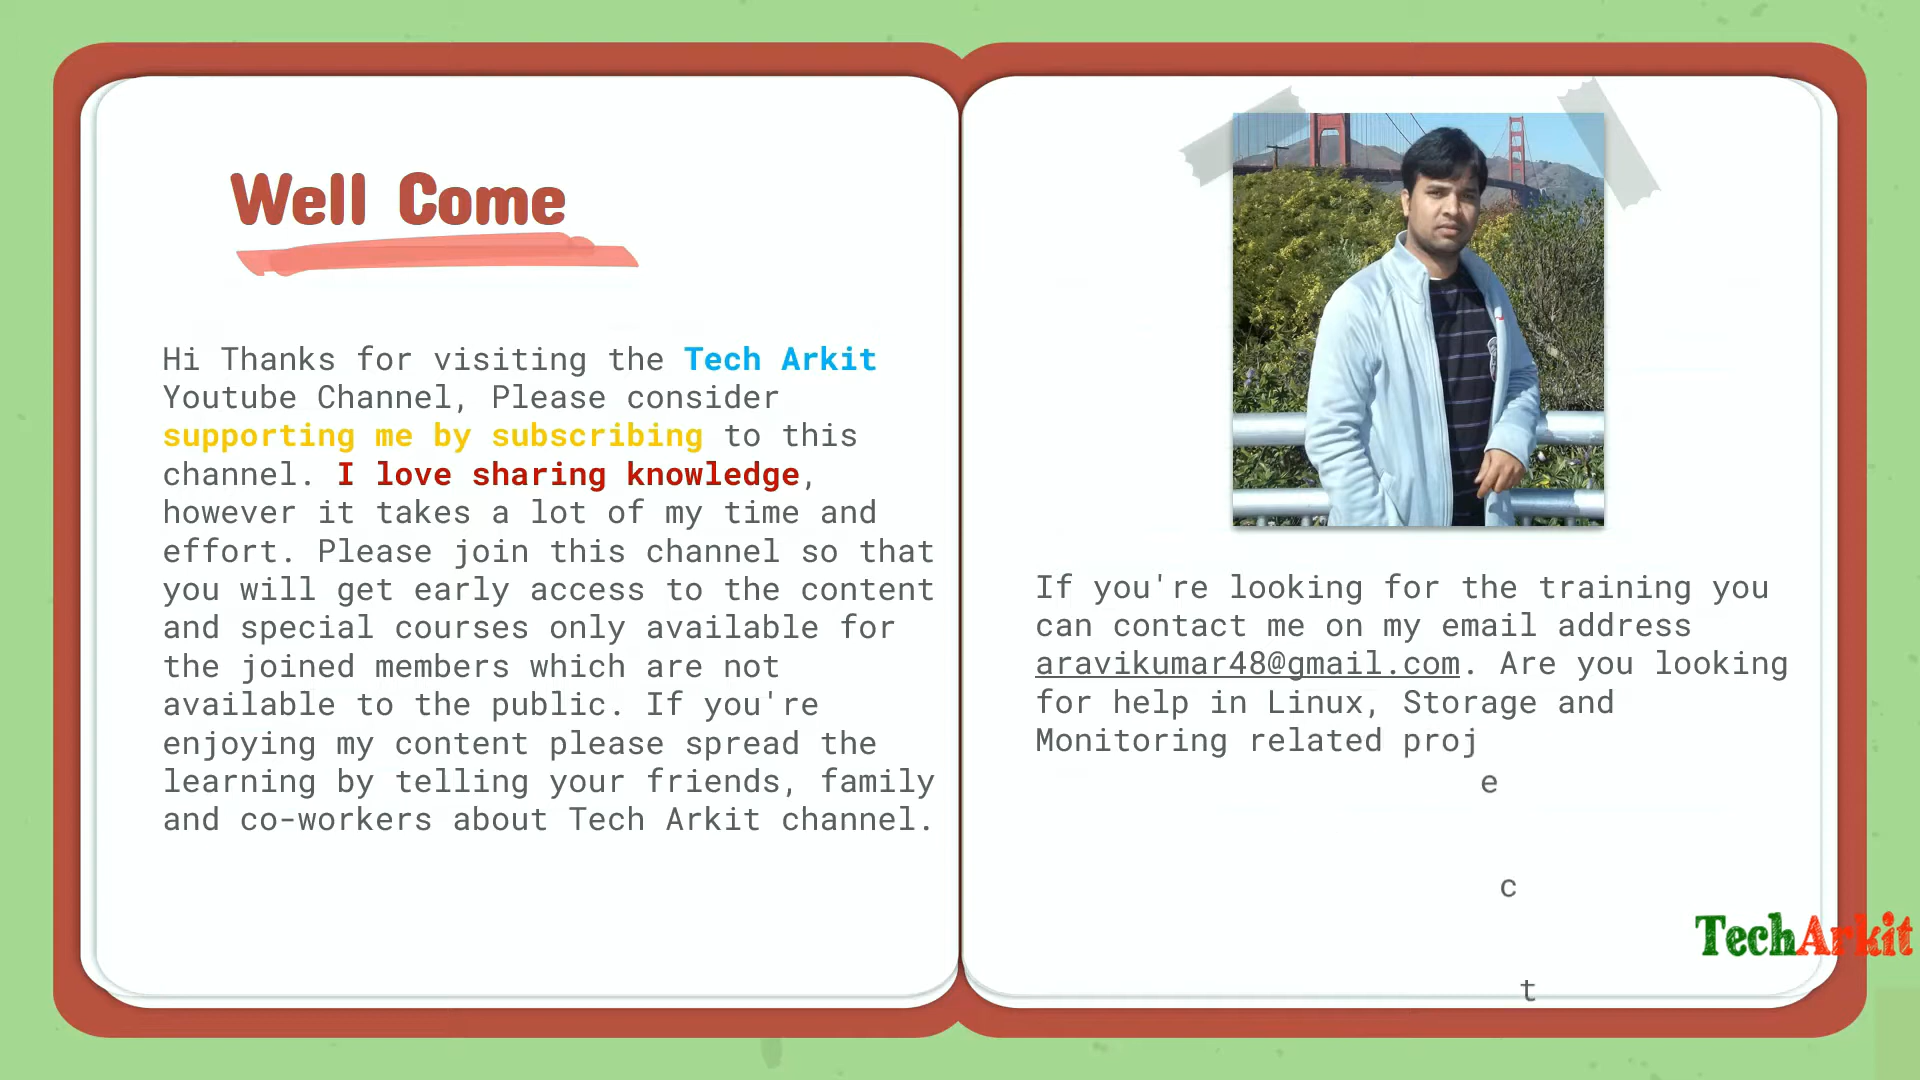 Well Come
Hi Thanks for visiting the Tech Arkit
Youtube Channel, Please consider
supporting me by subscribing to this
channel. I love sharing knowledge,
however it takes a lot of my time and
effort. Please join this channel so that
you will get early access to the content
and special courses only available for
the joined members which are not
available to the public. If you're
enjoying my content please spread the
learning by telling your friends, family
and co-workers about Tech Arkit channel.
If you're looking for the training you
can contact me on my email address
aravikumar48@gmail.com. Are you looking
for help in Linux, Storage and
Monitoring related proj
e
c
t
TechArkit